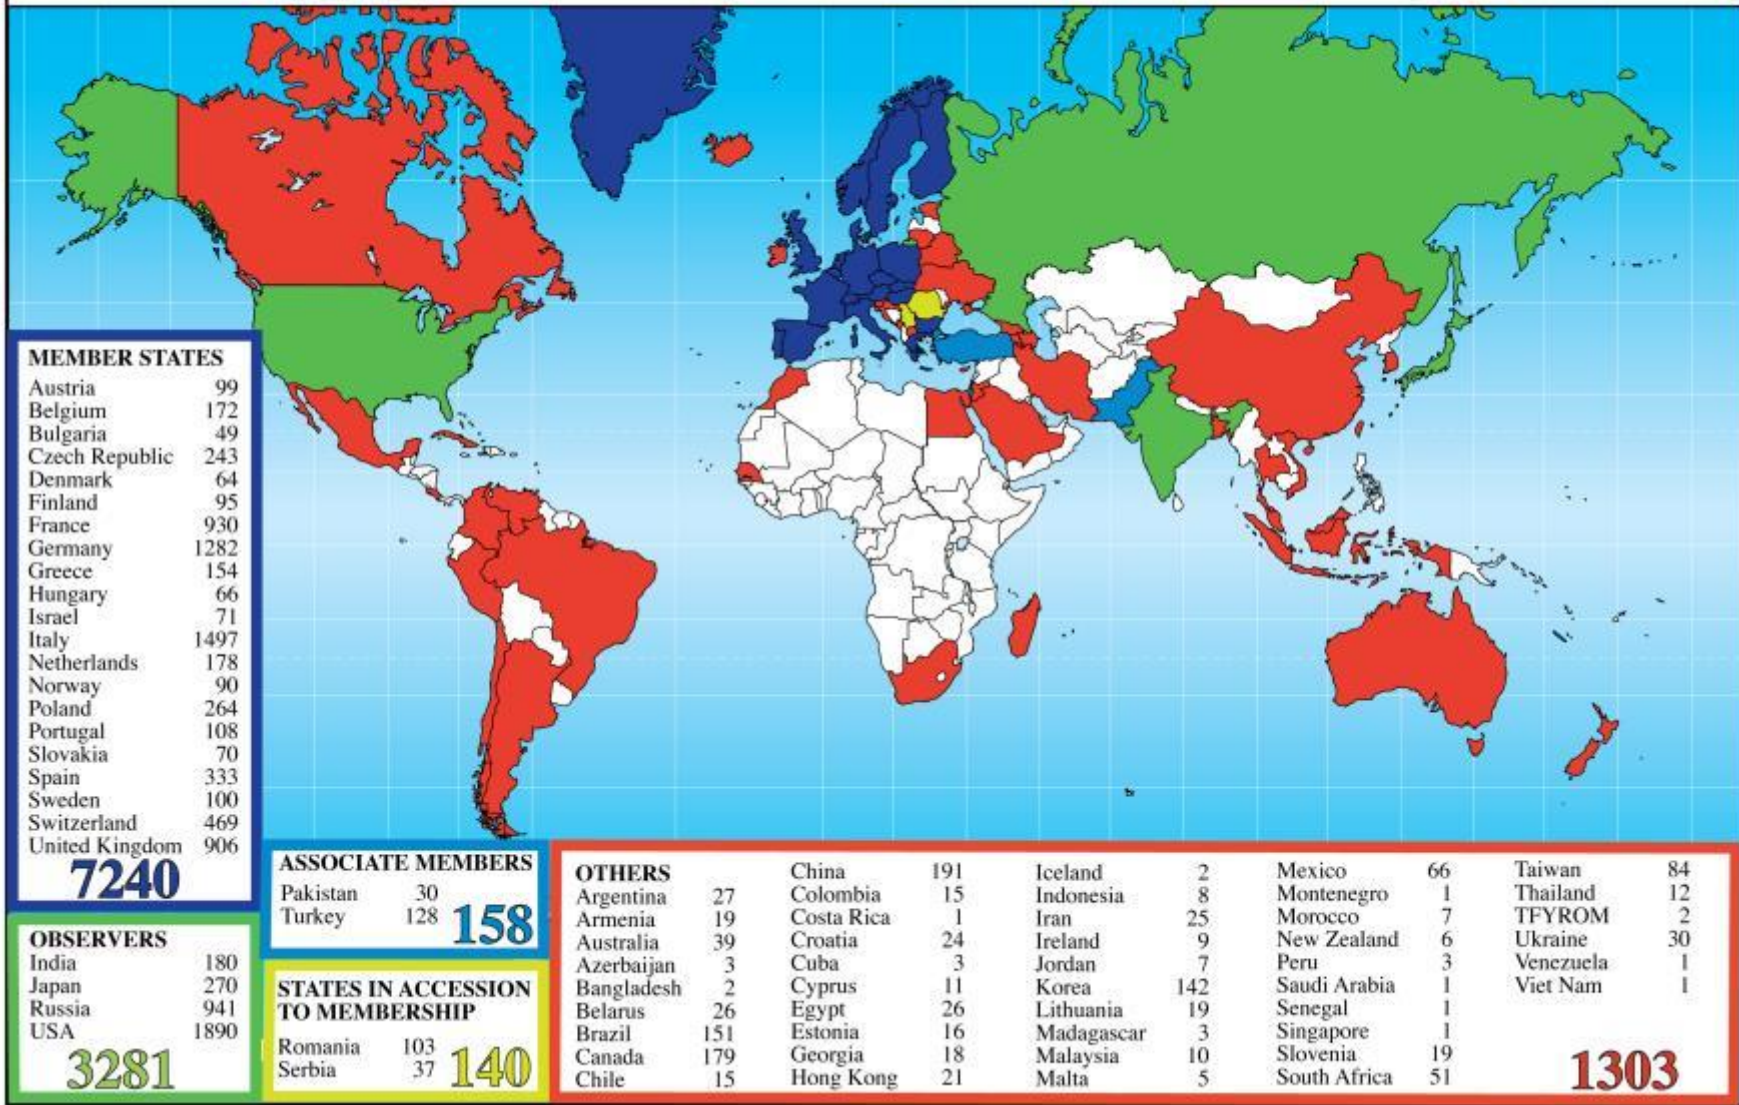 MEMBER STATES
Austria 99
Belgium 172
Bulgaria 49
Czech Republic 243
Denmark 64
Finland 95
France 930
Germany 1282
Greece 154
Hungary 66
Israel 71
Italy 1497
Netherlands 178
Norway 90
Poland 264
Portugal 108
Slovakia 70
Spain 333
Sweden 100
Switzerland 469
United Kingdom 906
7240
OBSERVERS
India 180
Japan 270
Russia 941
USA 1890
3281
ASSOCIATE MEMBERS
Pakistan 30
Turkey 128
158
STATES IN ACCESSION
TO MEMBERSHIP
Romania 103
Serbia 37
140
OTHERS
Argentina 27
Armenia 19
Australia 39
Azerbaijan 3
Bangladesh 2
Belarus 26
Brazil 151
Canada 179
Chile 15
China 191
Colombia 15
Costa Rica 1
Croatia 24
Cuba 3
Cyprus 11
Egypt 26
Estonia 16
Georgia 18
Hong Kong 21
Iceland 2
Indonesia 8
Iran 25
Ireland 9
Jordan 7
Korea 142
Lithuania 19
Madagascar 3
Malaysia 10
Malta 5
Mexico 66
Montenegro 1
Morocco 7
New Zealand 6
Peru 3
Saudi Arabia 1
Senegal 1
Singapore 1
Slovenia 19
South Africa 51
Taiwan 84
Thailand 12
TFYROM 2
Ukraine 30
Venezuela 1
Viet Nam 1
1303